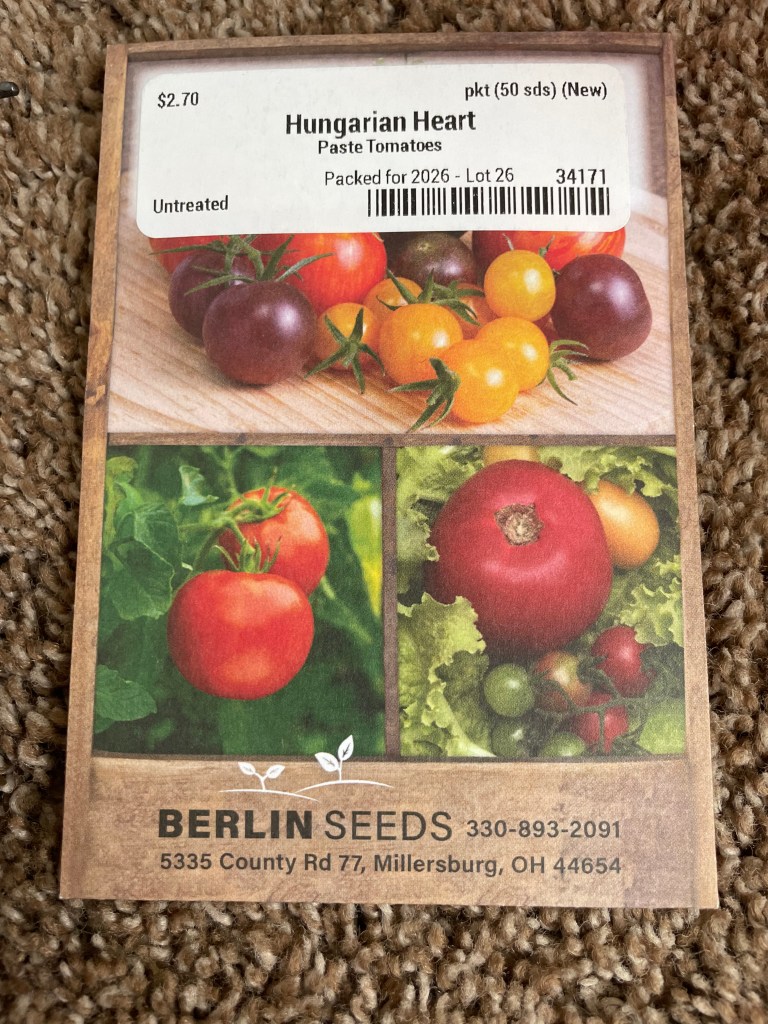 $2.70 pkt (50 sds) (New)
Hungarian Heart
Paste Tomatoes
Packed for 2026 - Lot 26 34171
Untreated
BERLIN SEEDS 330-893-2091
5335 County Rd 77, Millersburg, OH 44654